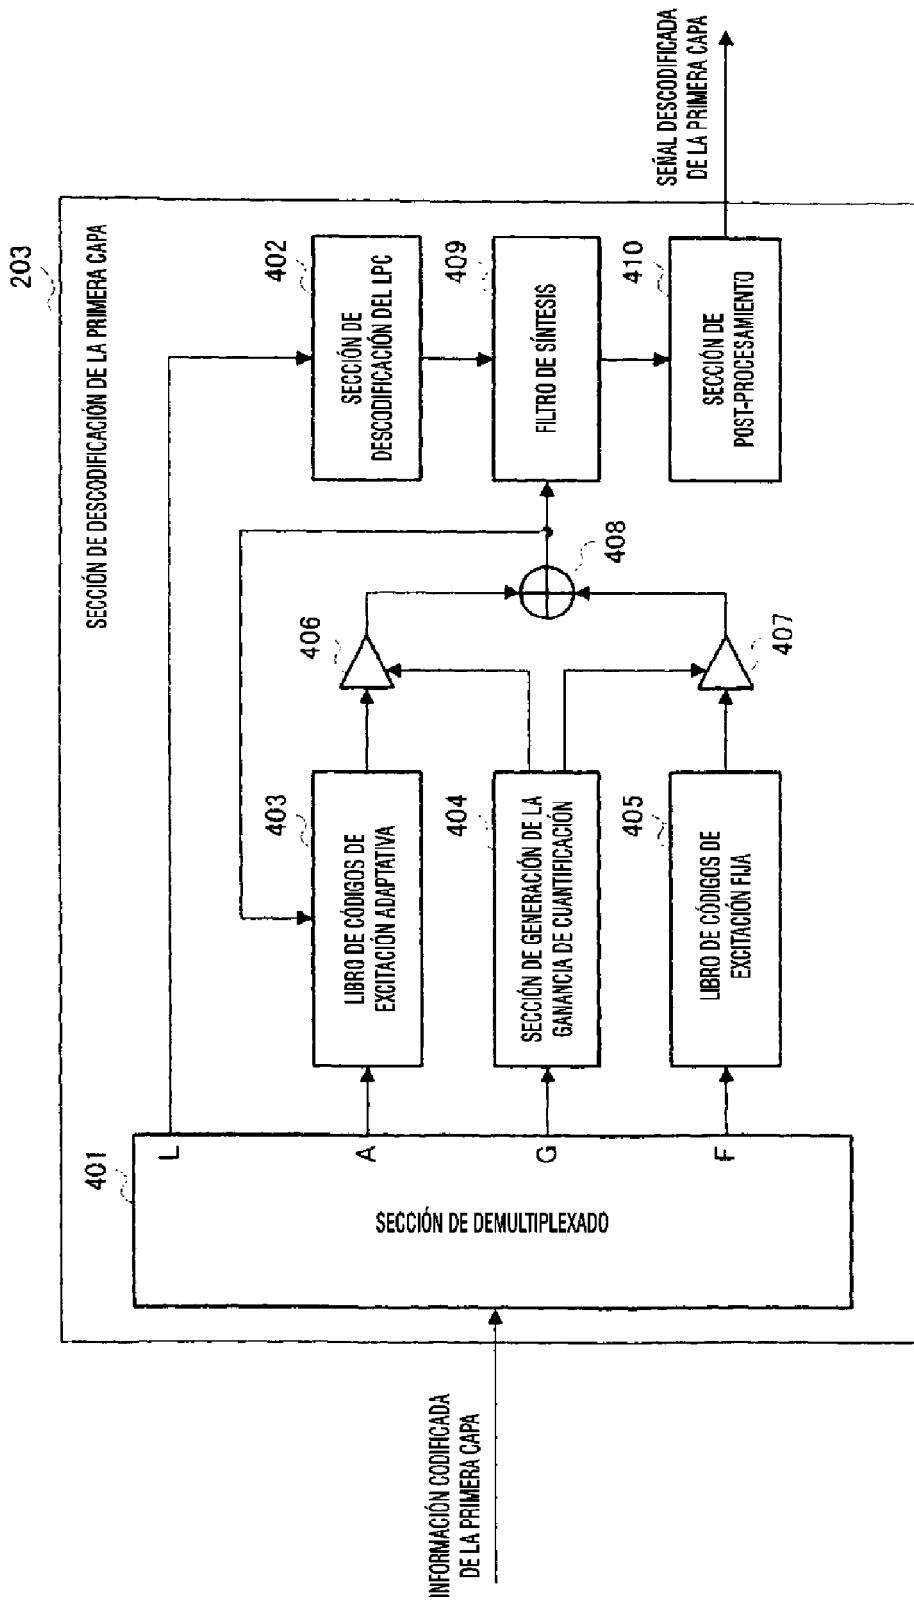 203
SECCIÓN DE DESCODIFICACIÓN DE LA PRIMERA CAPA
INFORMACIÓN CODIFICADA
DE LA PRIMERA CAPA
401
SECCIÓN DE DEMULTIPLEXADO
L
A
G
F
403
LIBRO DE CÓDIGOS DE
EXCITACIÓN ADAPTATIVA
404
SECCIÓN DE GENERACIÓN DE LA
GANANCIA DE CUANTIFICACIÓN
405
LIBRO DE CÓDIGOS DE
EXCITACIÓN FIJA
406
407
408
402
SECCIÓN DE
DESCODIFICACIÓN DEL LPC
409
FILTRO DE SÍNTESIS
410
SECCIÓN DE
POST-PROCESAMIENTO
SEÑAL DESCODIFICADA
DE LA PRIMERA CAPA